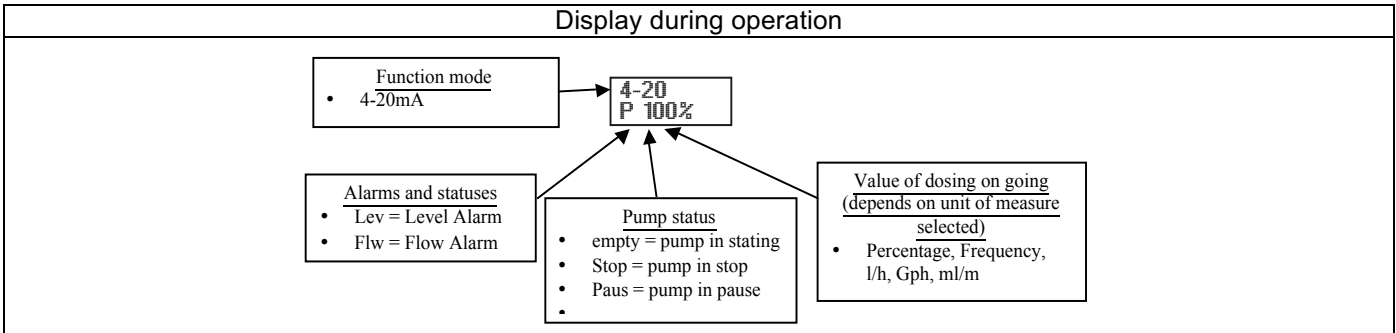 Display during operation
Function mode
• 4-20mA
4-20
P 100%
Alarms and statuses
• Lev = Level Alarm
• Flw = Flow Alarm
Pump status
• empty = pump in stating
• Stop = pump in stop
• Paus = pump in pause
•
Value of dosing on going
(depends on unit of measure
selected)
• Percentage, Frequency,
l/h, Gph, ml/m